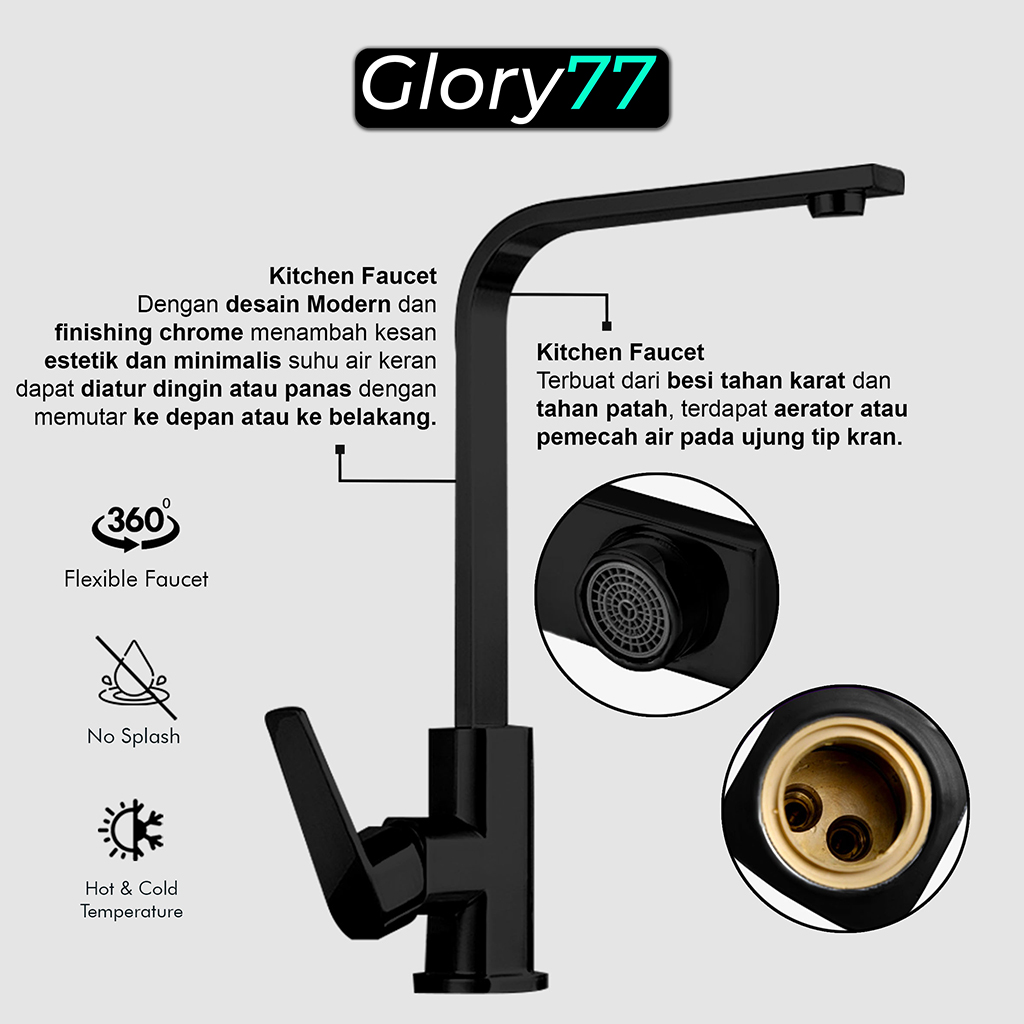 Glory77
Kitchen Faucet
Dengan desain Modern dan
finishing chrome menambah kesan
estetik dan minimalis suhu air keran
dapat diatur dingin atau panas dengan
memutar ke depan atau ke belakang.
Kitchen Faucet
Terbuat dari besi tahan karat dan
tahan patah, terdapat aerator atau
pemecah air pada ujung tip kran.
360⁰
Flexible Faucet
No Splash
Hot & Cold
Temperature